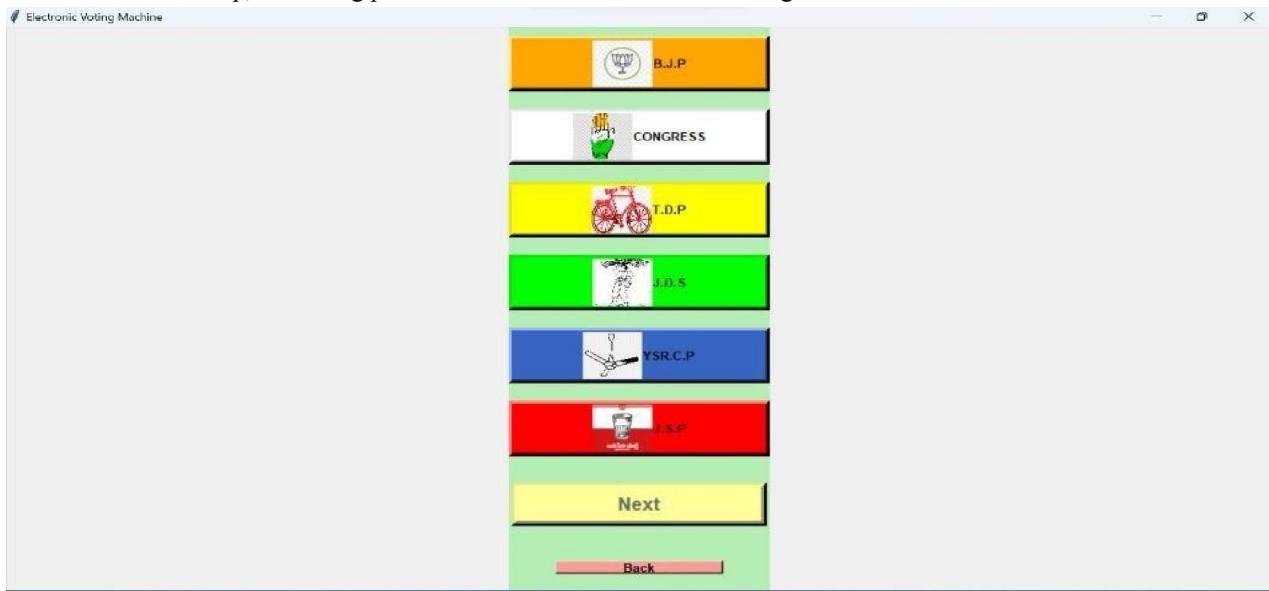 Electronic Voting Machine
B.J.P
CONGRESS
T.D.P
J.D.S
YSR.C.P
J.S.P
Next
Back